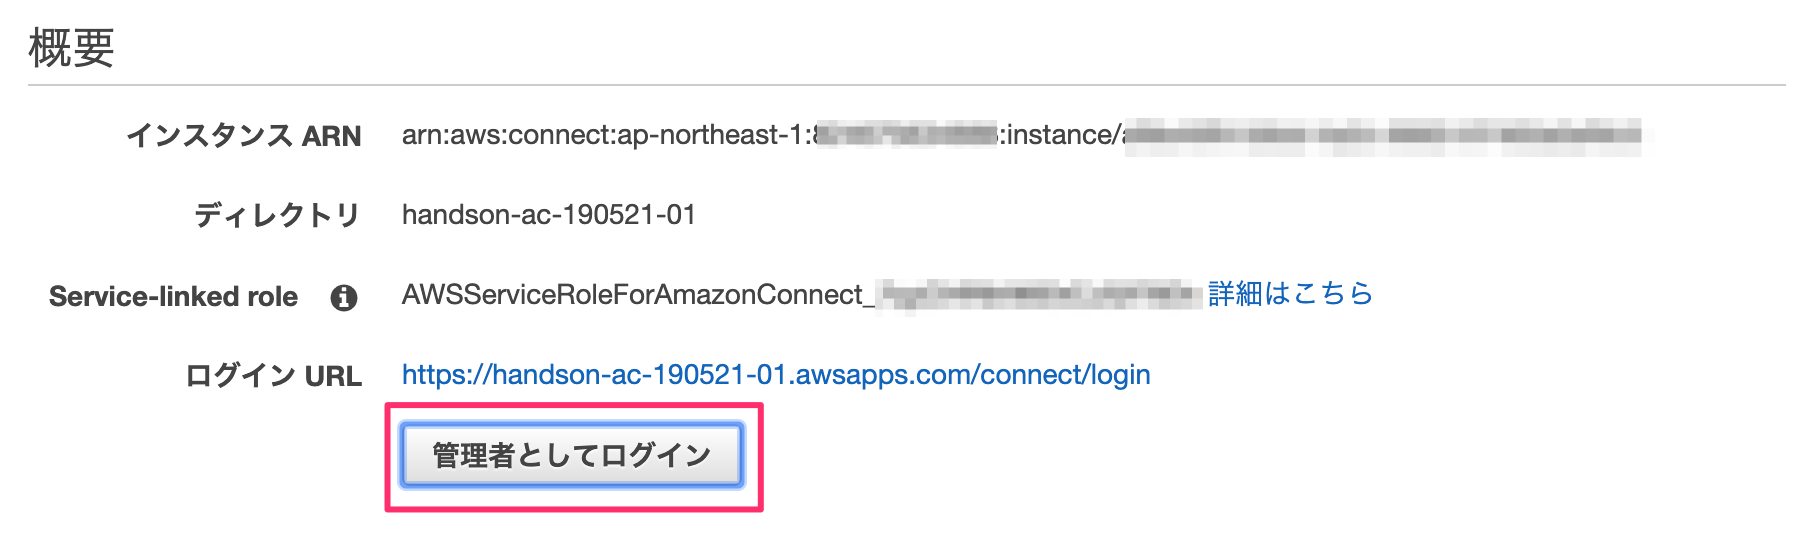 概要
インスタンス ARN arn:aws:connect:ap-northeast-1: :instance/
ディレクトリ handson-ac-190521-01
Service-linked role AWSServiceRoleForAmazonConnect_ 詳細はこちら
ログイン URL https://handson-ac-190521-01.awsapps.com/connect/login
管理者としてログイン